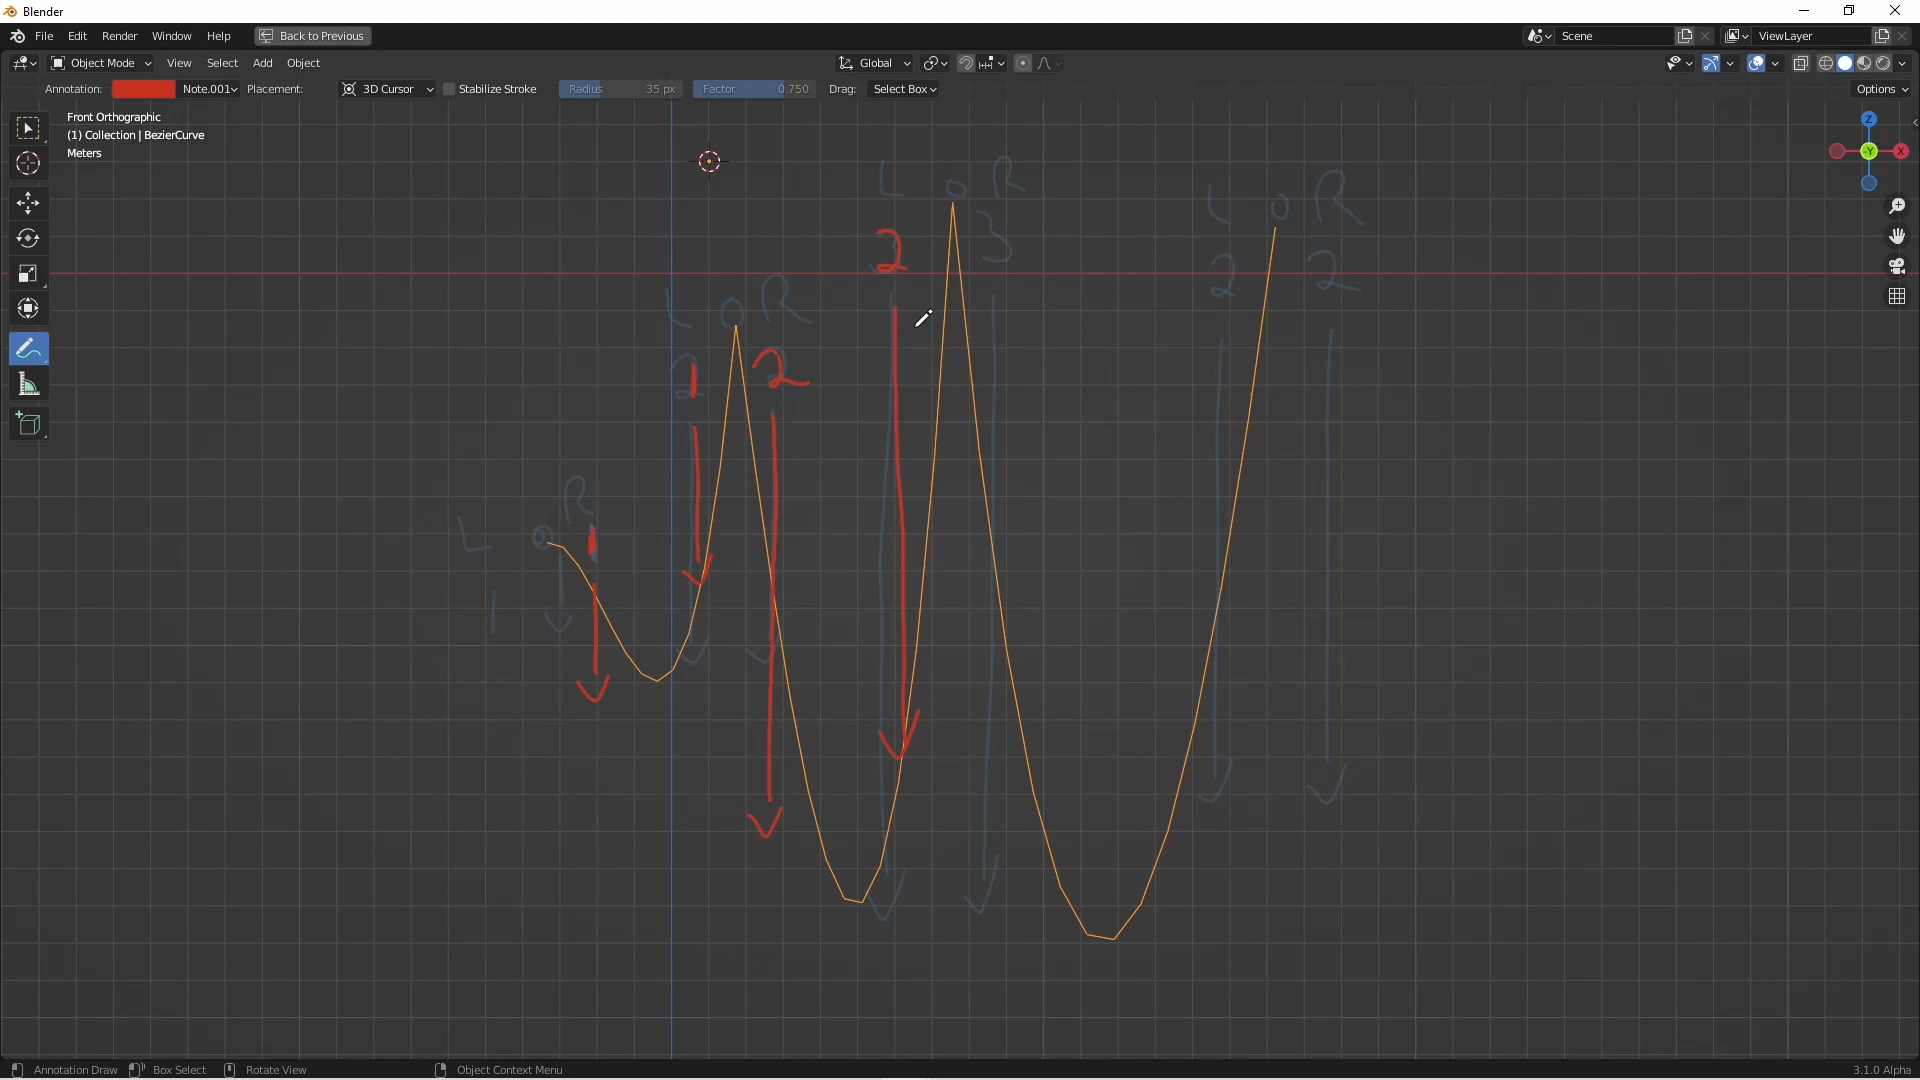 Blender
File Edit Render Window Help Back to Previous Scene ViewLayer
Object Mode View Select Add Object Global
Annotation: Note.001 Placement: 3D Cursor Stabilize Stroke Radius 35 px Factor 0.750 Drag: Select Box Options
Front Orthographic
(1) Collection | BezierCurve
Meters
Z
-Y X
L o R
L o R
2 3
2 2
L o R
1 2
L o R
1
1
Annotation Draw Box Select Rotate View Object Context Menu 3.1.0 Alpha